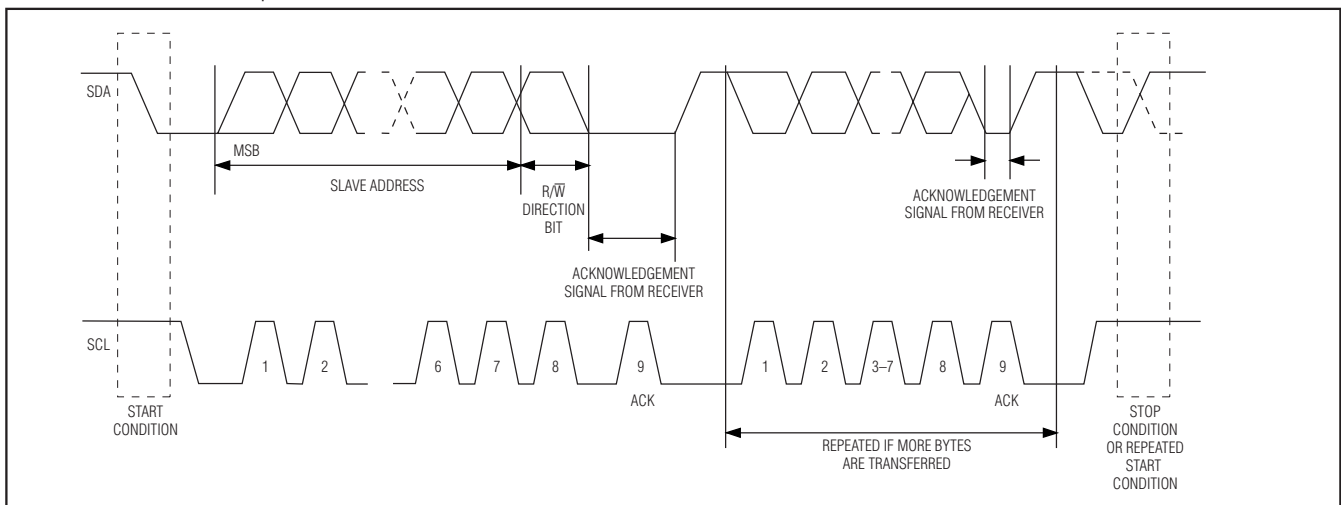 SDA
MSB
SLAVE ADDRESS
R/W̅
DIRECTION
BIT
ACKNOWLEDGEMENT
SIGNAL FROM RECEIVER
ACKNOWLEDGEMENT
SIGNAL FROM RECEIVER
SCL
1
2
6
7
8
9
1
2
3–7
8
9
ACK
ACK
START
CONDITION
REPEATED IF MORE BYTES
ARE TRANSFERRED
STOP
CONDITION
OR REPEATED
START
CONDITION